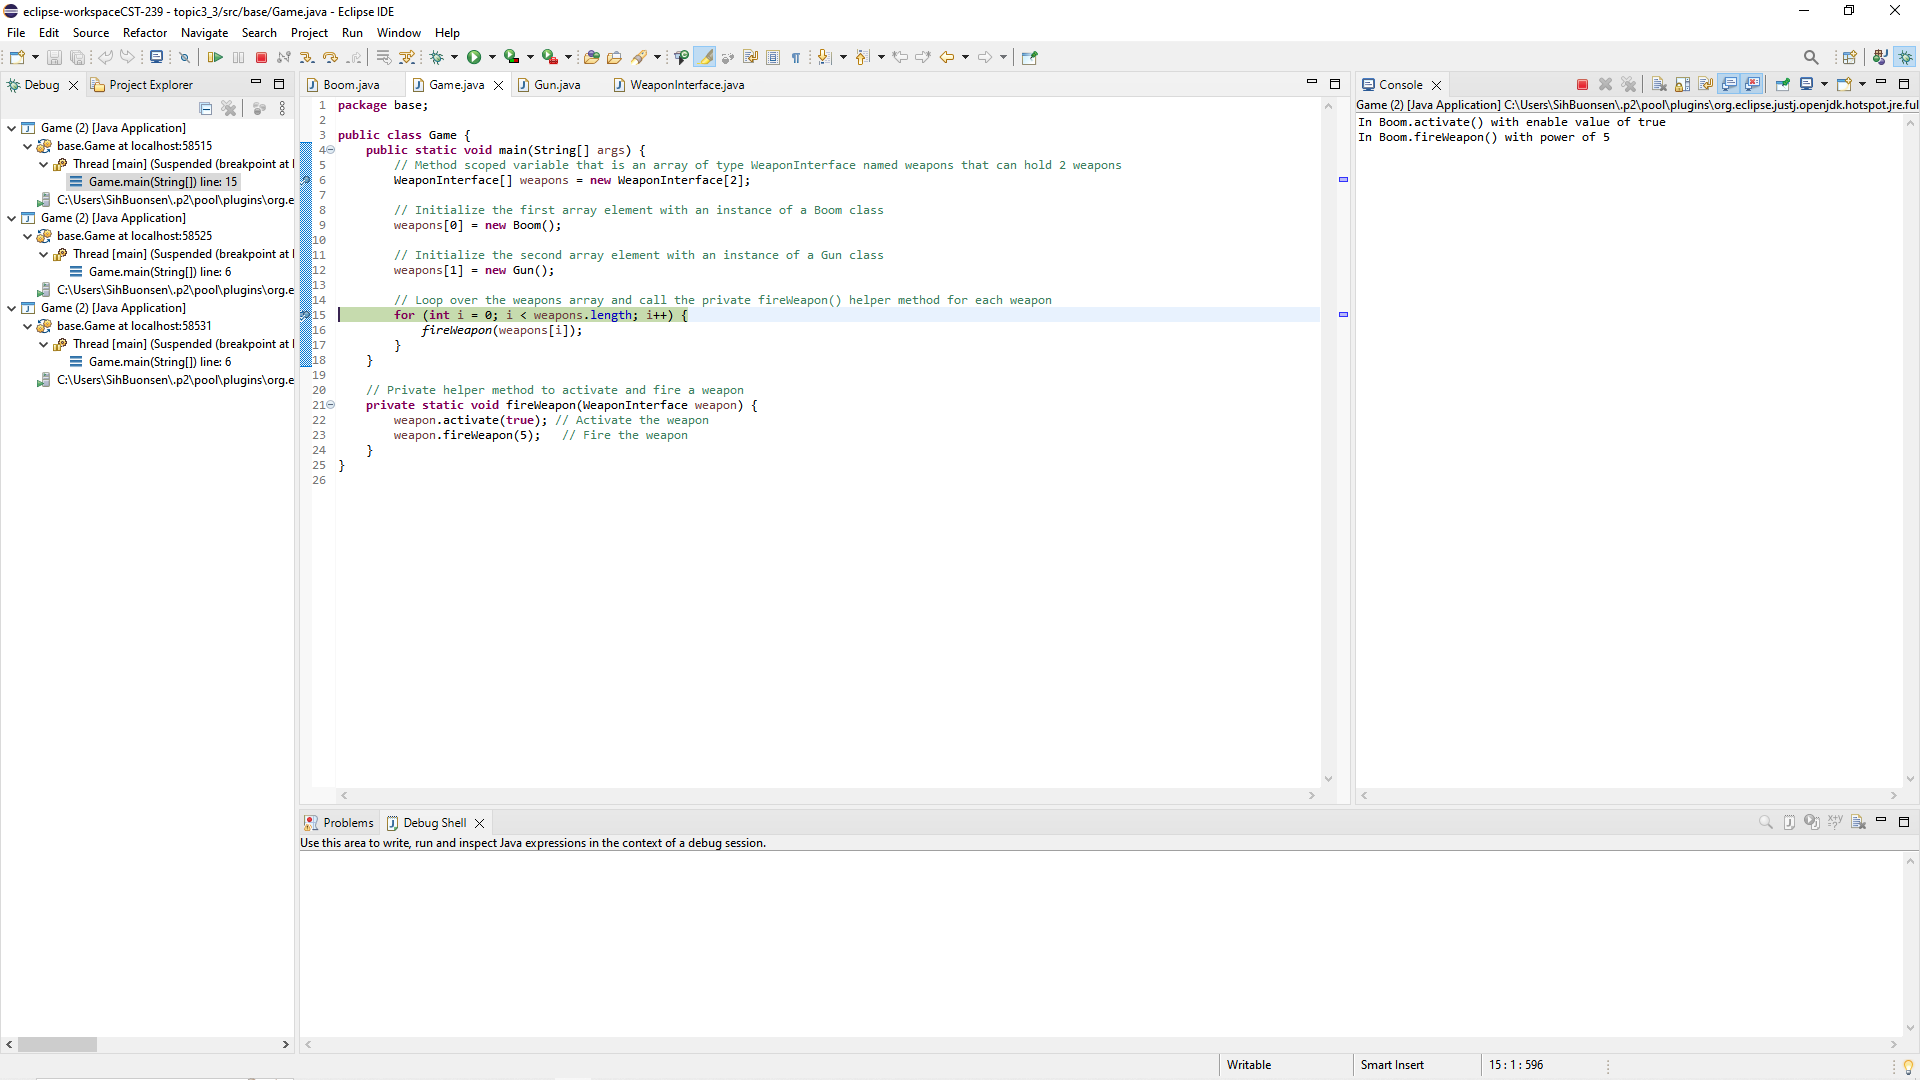 eclipse-workspaceCST-239 - topic3_3/src/base/Game.java - Eclipse IDE
File Edit Source Refactor Navigate Search Project Run Window Help
Debug Project Explorer
Game (2) [Java Application]
base.Game at localhost:58515
Thread [main] (Suspended (breakpoint at l
Game.main(String[]) line: 15
C:\Users\SihBuonsen\.p2\pool\plugins\org.e
Game (2) [Java Application]
base.Game at localhost:58525
Thread [main] (Suspended (breakpoint at l
Game.main(String[]) line: 6
C:\Users\SihBuonsen\.p2\pool\plugins\org.e
Game (2) [Java Application]
base.Game at localhost:58531
Thread [main] (Suspended (breakpoint at l
Game.main(String[]) line: 6
C:\Users\SihBuonsen\.p2\pool\plugins\org.e
Boom.java Game.java Gun.java WeaponInterface.java
1 package base;
2
3 public class Game {
4 public static void main(String[] args) {
5 // Method scoped variable that is an array of type WeaponInterface named weapons that can hold 2 weapons
6 WeaponInterface[] weapons = new WeaponInterface[2];
7
8 // Initialize the first array element with an instance of a Boom class
9 weapons[0] = new Boom();
10
11 // Initialize the second array element with an instance of a Gun class
12 weapons[1] = new Gun();
13
14 // Loop over the weapons array and call the private fireWeapon() helper method for each weapon
15 for (int i = 0; i < weapons.length; i++) {
16 fireWeapon(weapons[i]);
17 }
18 }
19
20 // Private helper method to activate and fire a weapon
21 private static void fireWeapon(WeaponInterface weapon) {
22 weapon.activate(true); // Activate the weapon
23 weapon.fireWeapon(5); // Fire the weapon
24 }
25 }
26
Console
Game (2) [Java Application] C:\Users\SihBuonsen\.p2\pool\plugins\org.eclipse.justj.openjdk.hotspot.jre.ful
In Boom.activate() with enable value of true
In Boom.fireWeapon() with power of 5
Problems Debug Shell
Use this area to write, run and inspect Java expressions in the context of a debug session.
Writable Smart Insert 15 : 1 : 596